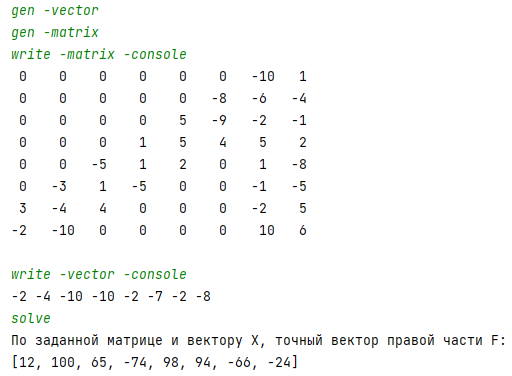 gen -vector
gen -matrix
write -matrix -console
0 0 0 0 0 0 -10 1
0 0 0 0 0 -8 -6 -4
0 0 0 0 5 -9 -2 -1
0 0 0 1 5 4 5 2
0 0 -5 1 2 0 1 -8
0 -3 1 -5 0 0 -1 -5
3 -4 4 0 0 0 -2 5
-2 -10 0 0 0 0 10 6
write -vector -console
-2 -4 -10 -10 -2 -7 -2 -8
solve
По заданной матрице и вектору X, точный вектор правой части F:
[12, 100, 65, -74, 98, 94, -66, -24]